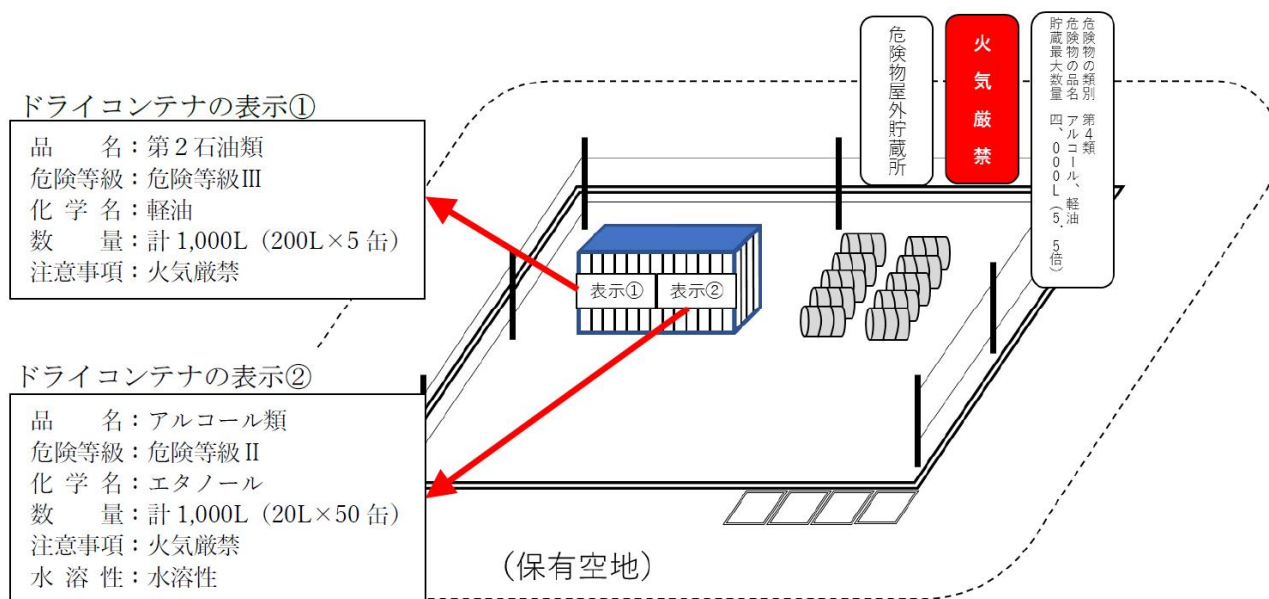 ドライコンテナの表示①
品　　名：第２石油類
危険等級：危険等級Ⅲ
化 学 名：軽油
数　　量：計 1,000L（200L×5 缶）
注意事項：火気厳禁
ドライコンテナの表示②
品　　名：アルコール類
危険等級：危険等級Ⅱ
化 学 名：エタノール
数　　量：計 1,000L（20L×50 缶）
注意事項：火気厳禁
水 溶 性：水溶性
表示①
表示②
危険物屋外貯蔵所
火気厳禁
危険物の類別　第４類
危険物の品名　アルコール、軽油
貯蔵最大数量　四、０００Ｌ（５．５倍）
（保有空地）